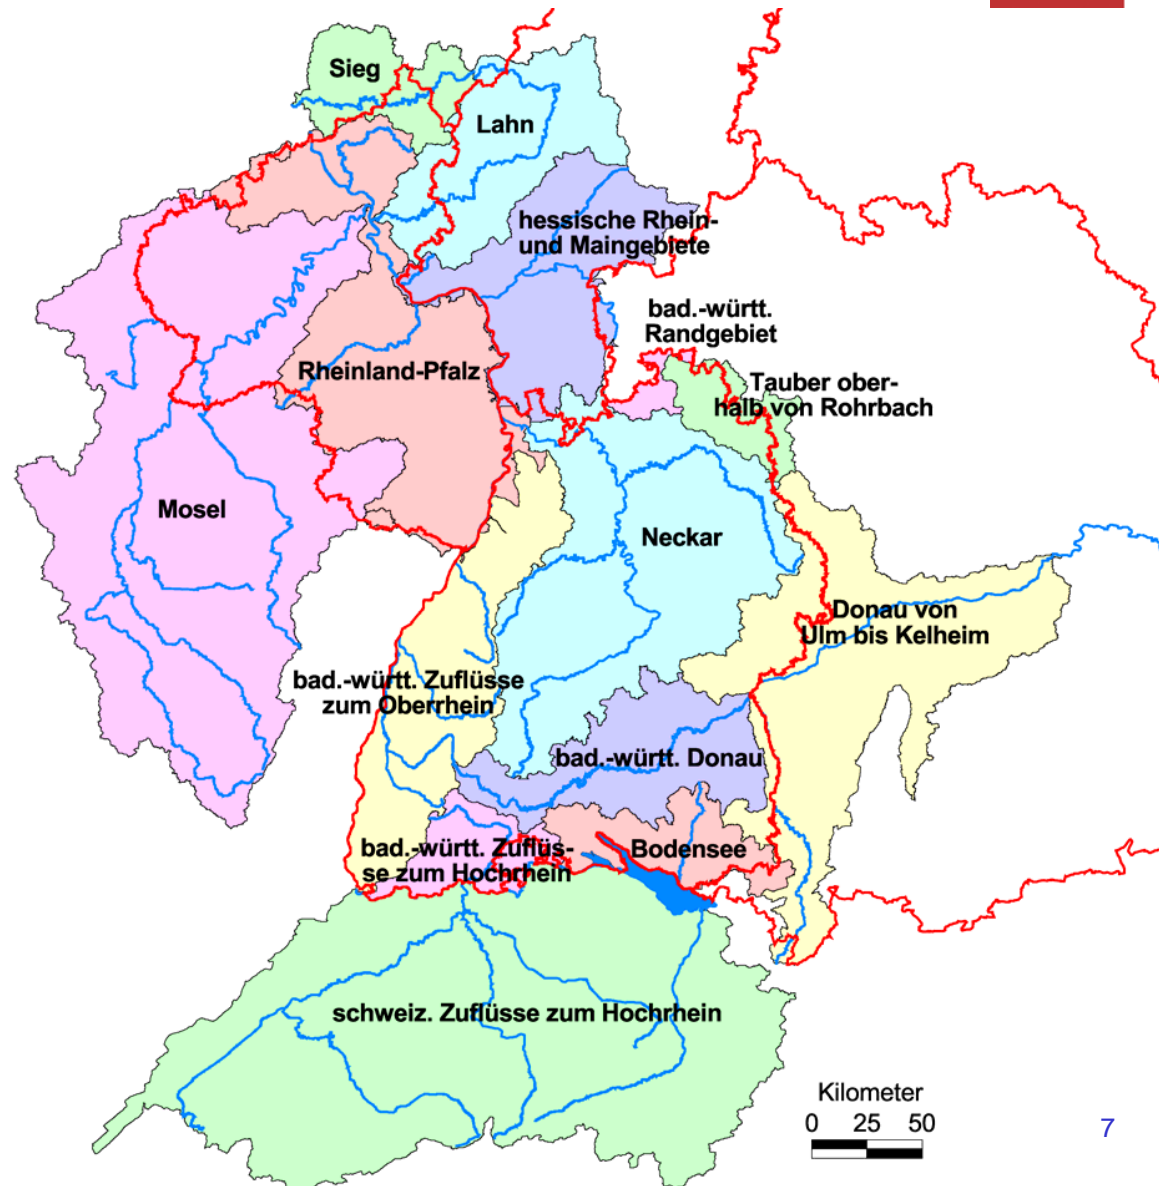 Sieg
Lahn
hessische Rhein-
und Maingebiete
bad.-württ.
Randgebiet
Rheinland-Pfalz
Tauber ober-
halb von Rohrbach
Mosel
Neckar
Donau von
Ulm bis Kelheim
bad.-württ. Zuflüsse
zum Oberrhein
bad.-württ. Donau
bad.-württ. Zuflüs-
se zum Hochrhein
Bodensee
schweiz. Zuflüsse zum Hochrhein
Kilometer
0 25 50
7